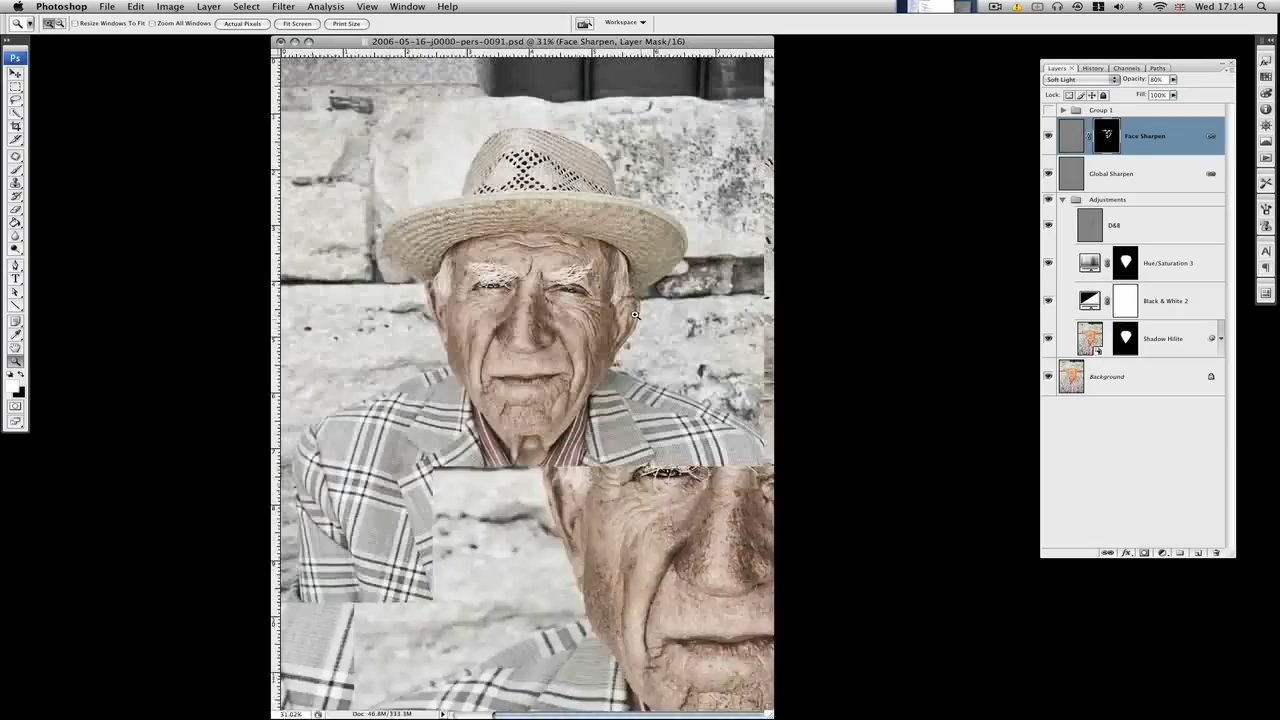 Photoshop File Edit Image Layer Select Filter Analysis View Window Help Wed 17:14
Resize Windows To Fit Zoom All Windows Actual Pixels Fit Screen Print Size Workspace
2006-05-16-j0000-pers-0091.psd @ 31% (Face Sharpen, Layer Mask/16)
Ps
Layers History Channels Paths
Soft Light Opacity: 80%
Lock: Fill: 100%
Group 1
Face Sharpen
Global Sharpen
Adjustments
D&B
Hue/Saturation 3
Black & White 2
Shadow Hilite
Background
31.02% Doc: 46.8M/333.3M